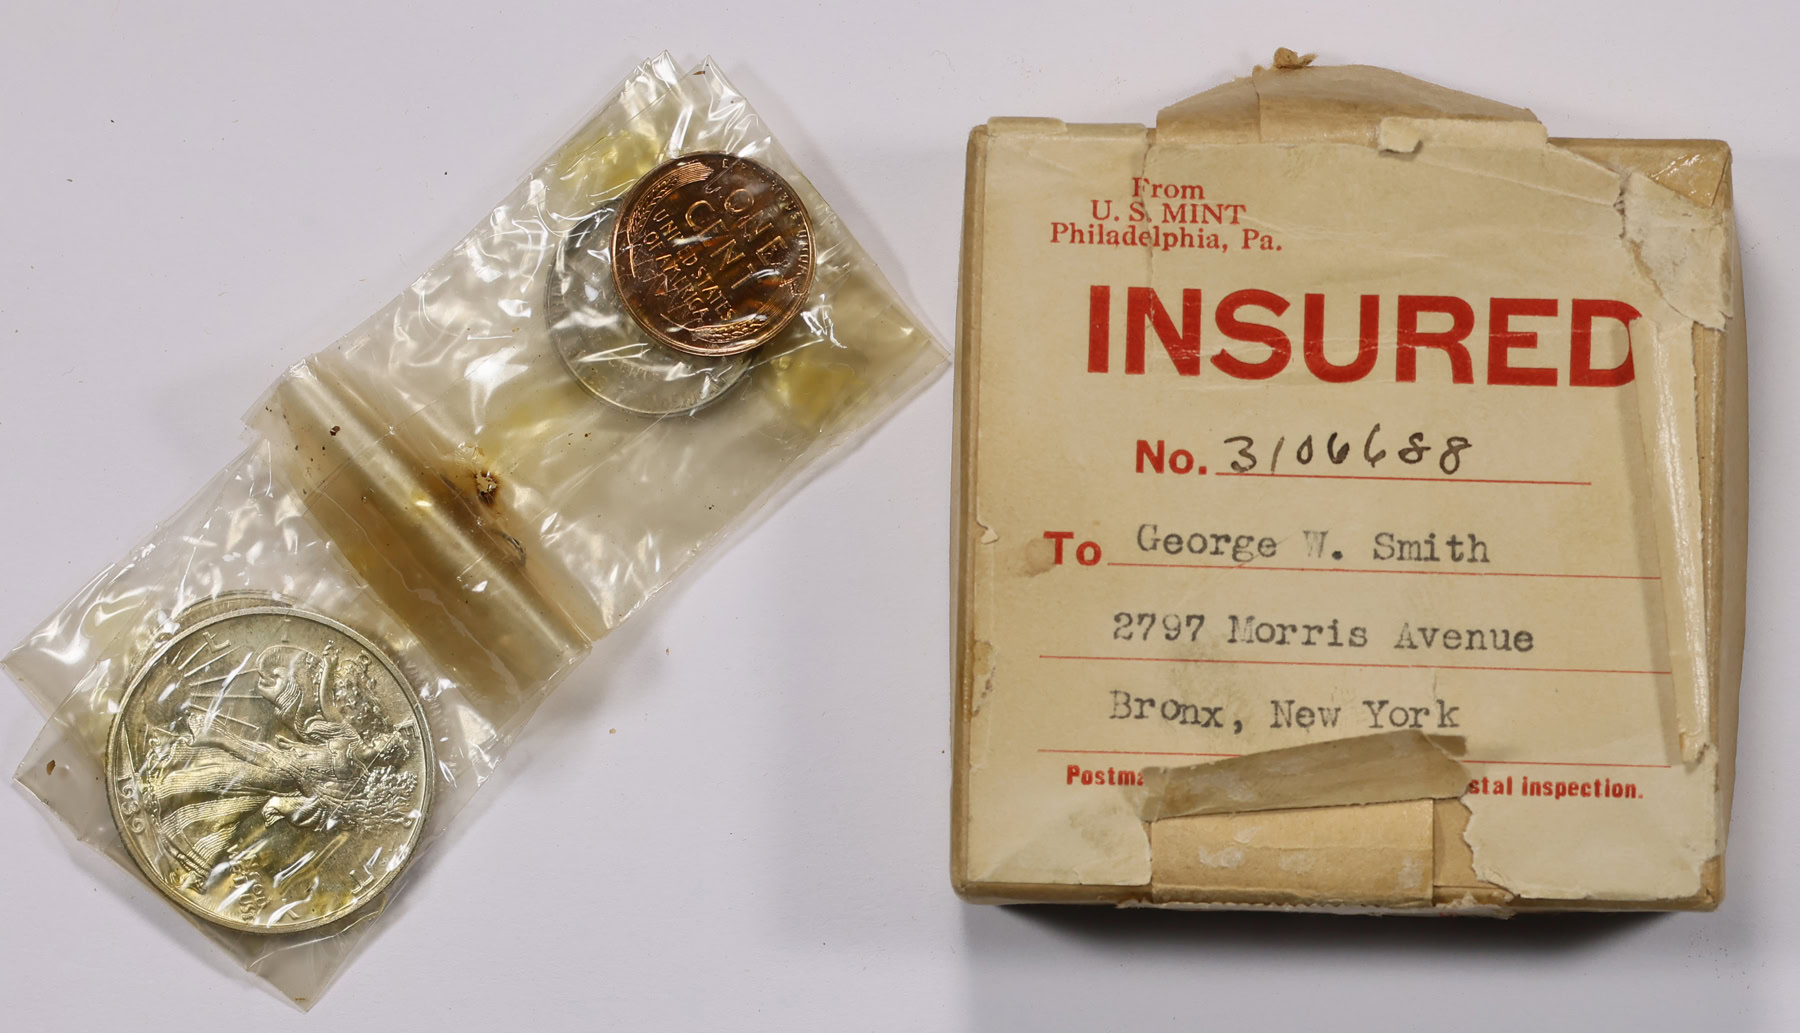 ONE
CENT
UNITED STATES
OF AMERICA
1939
From
U. S. MINT
Philadelphia, Pa.
INSURED
No. 3106688
To George W. Smith
2797 Morris Avenue
Bronx, New York
stal inspection.